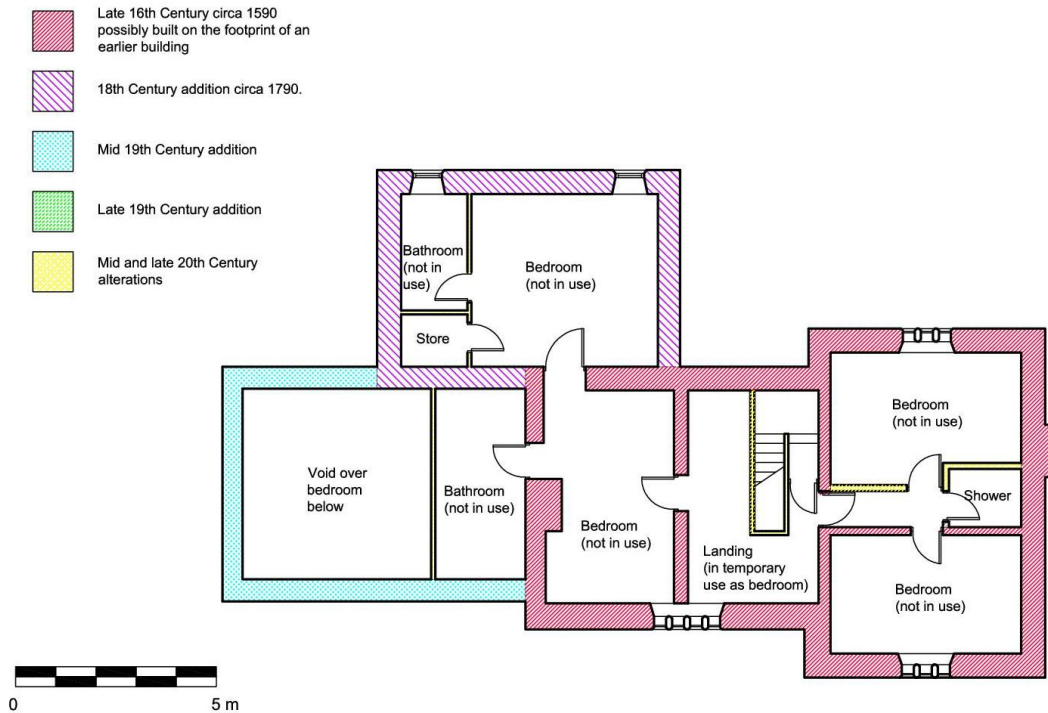 Late 16th Century circa 1590
possibly built on the footprint of an
earlier building
18th Century addition circa 1790.
Mid 19th Century addition
Late 19th Century addition
Mid and late 20th Century
alterations
Bathroom
(not in
use)
Bedroom
(not in use)
Store
Void over
bedroom
below
Bathroom
(not in use)
Bedroom
(not in use)
Landing
(in temporary
use as bedroom)
Bedroom
(not in use)
Shower
Bedroom
(not in use)
0
5 m